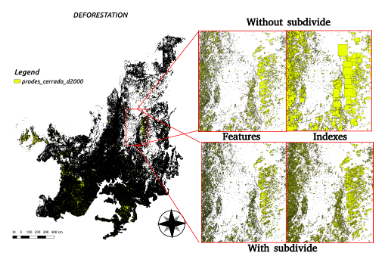 DEFORESTATION
Without subdivide
Legend
prodes_cerrado_d2000
Features Indexes
With subdivide